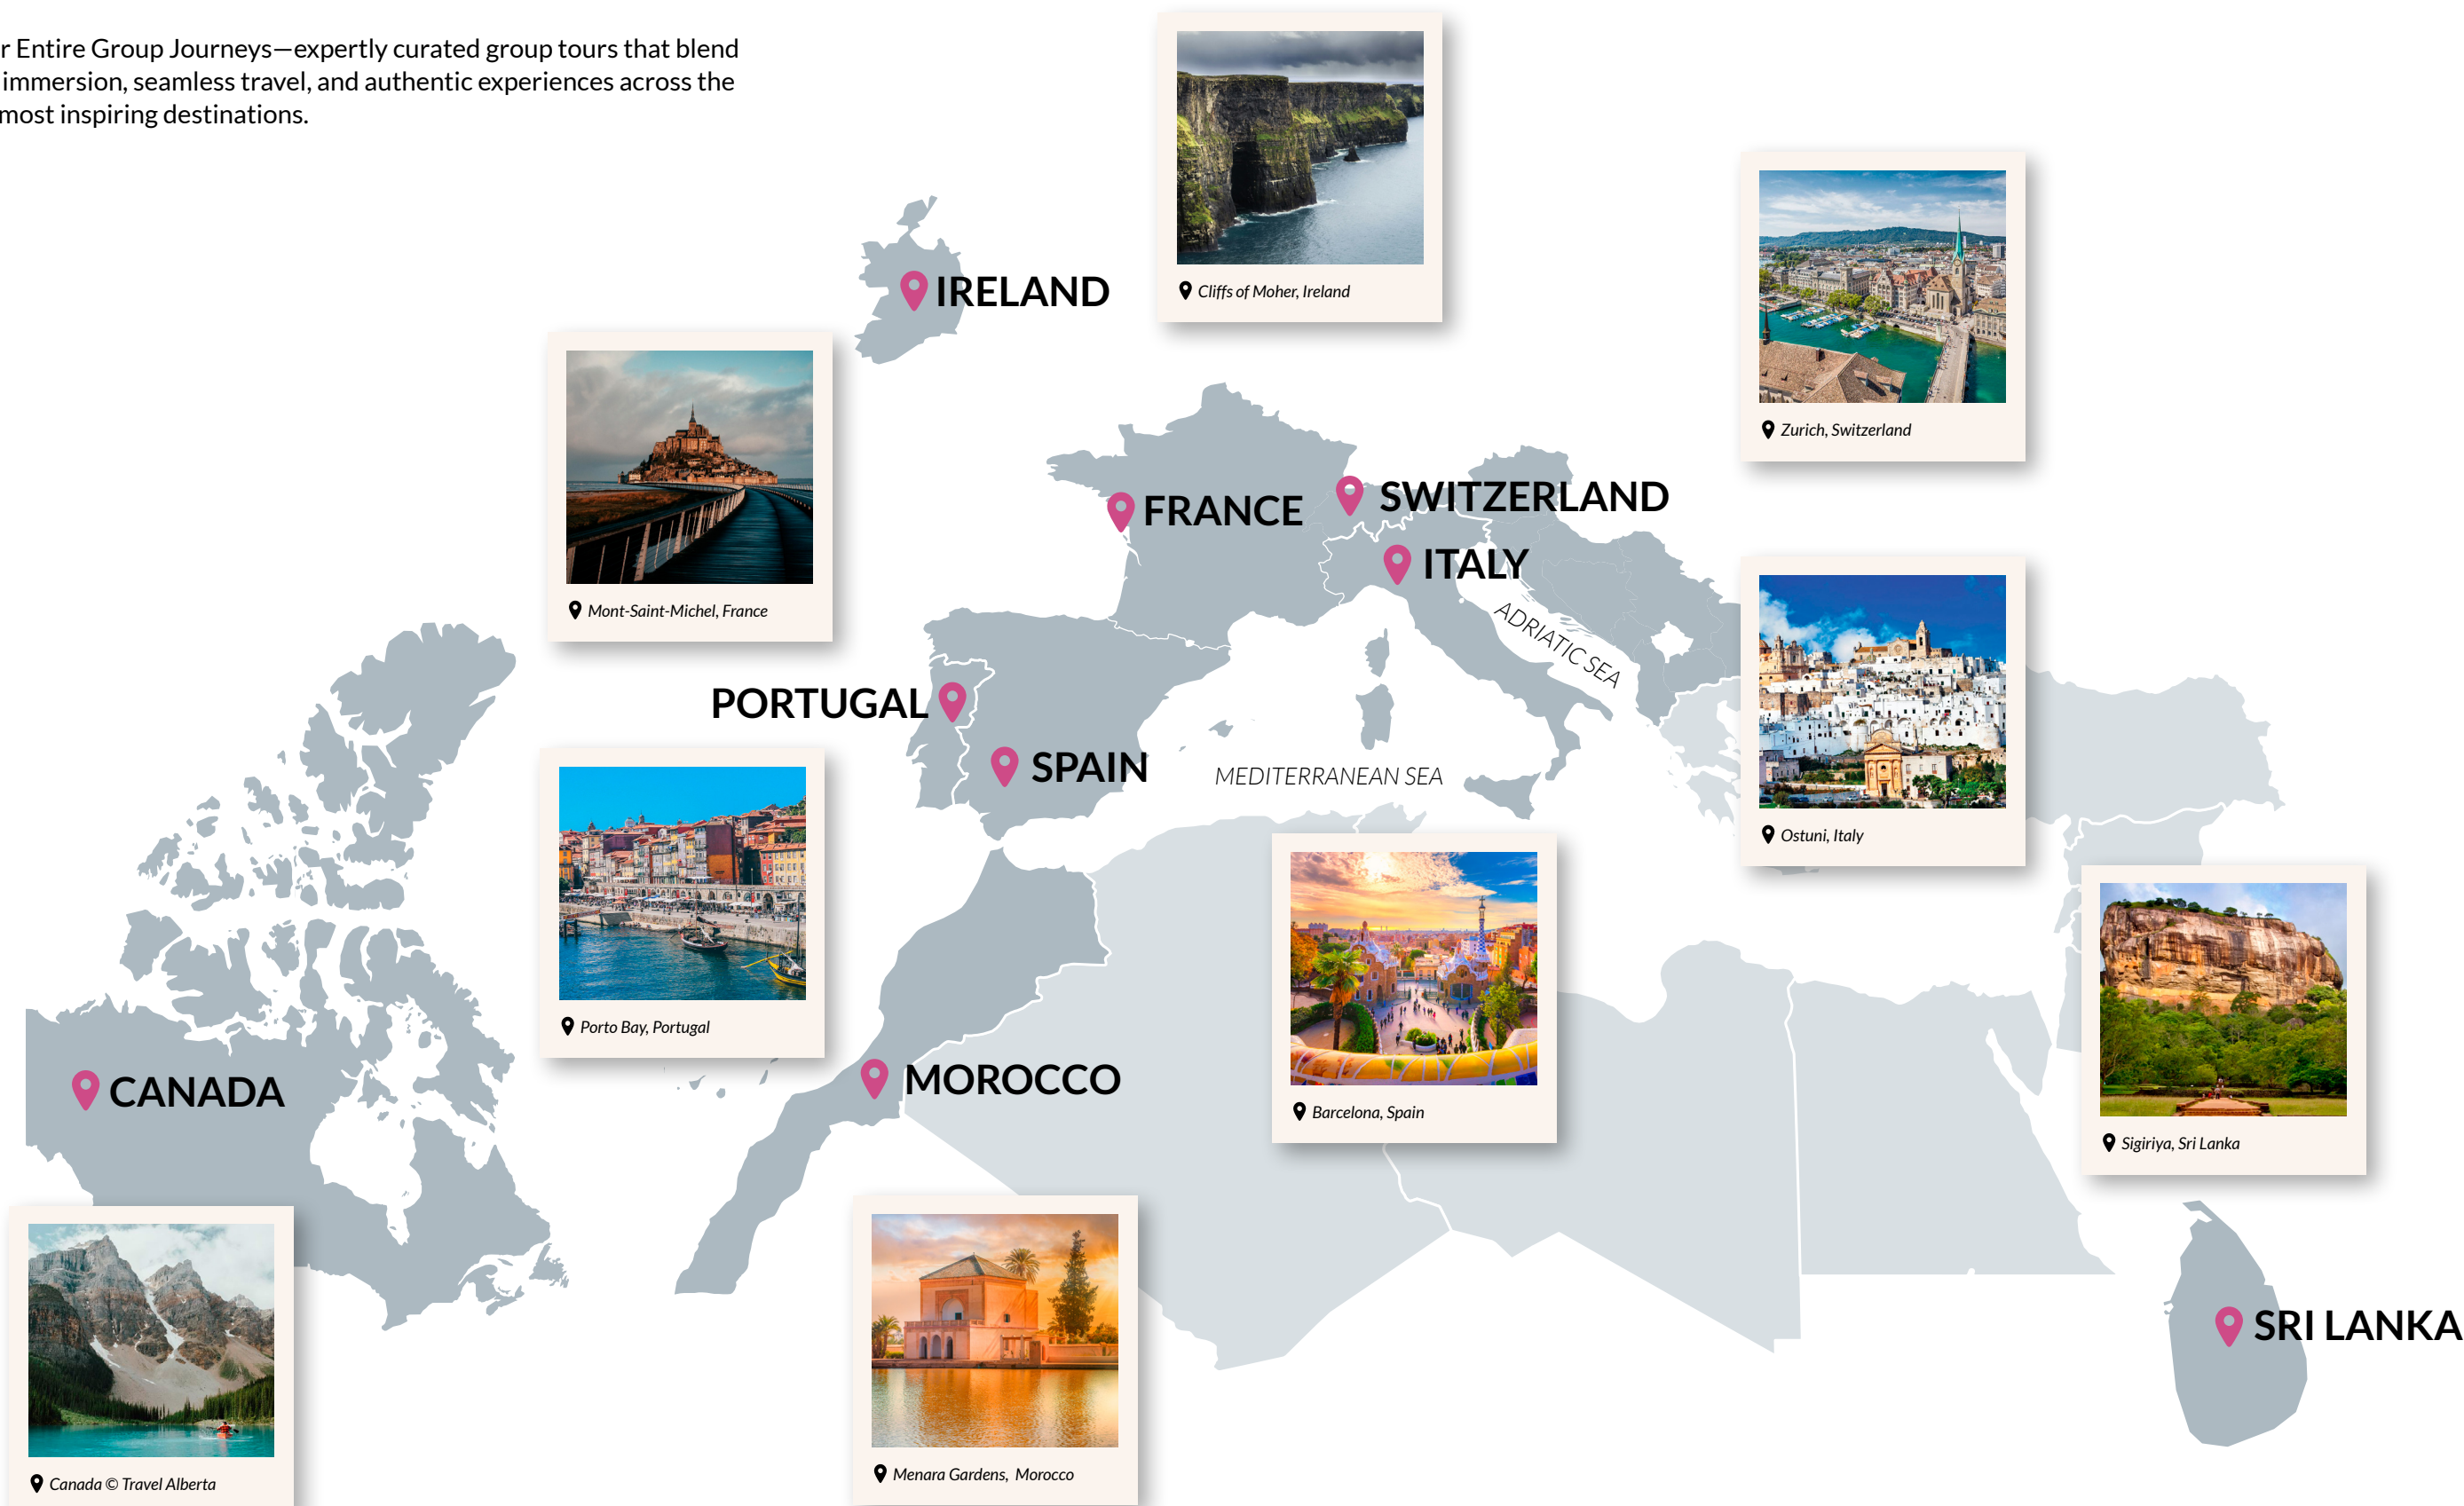 r Entire Group Journeys—expertly curated group tours that blend
immersion, seamless travel, and authentic experiences across the
most inspiring destinations.
Cliffs of Moher, Ireland
IRELAND
Zurich, Switzerland
Mont-Saint-Michel, France
FRANCE
SWITZERLAND
ITALY
ADRIATIC SEA
PORTUGAL
SPAIN
MEDITERRANEAN SEA
Ostuni, Italy
Porto Bay, Portugal
CANADA
MOROCCO
Barcelona, Spain
Sigiriya, Sri Lanka
SRI LANKA
Canada © Travel Alberta
Menara Gardens, Morocco